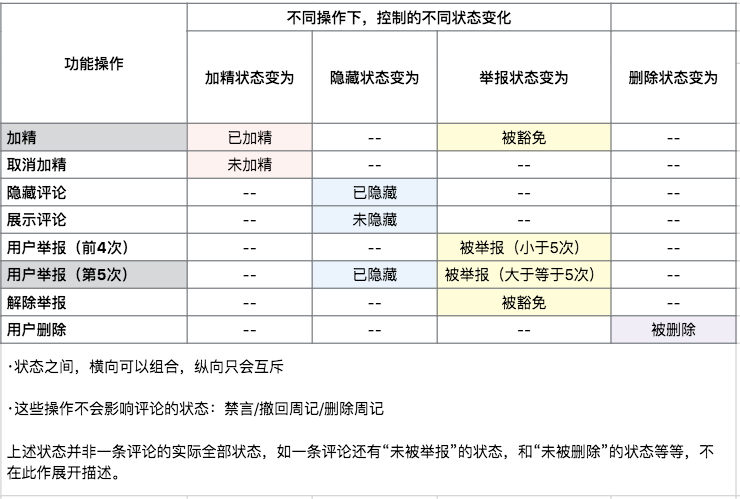 不同操作下，控制的不同状态变化
功能操作 加精状态变为 隐藏状态变为 举报状态变为 删除状态变为
加精 已加精 -- 被豁免 --
取消加精 未加精 -- -- --
隐藏评论 -- 已隐藏 -- --
展示评论 -- 未隐藏 -- --
用户举报（前4次） -- -- 被举报（小于5次） --
用户举报（第5次） -- 已隐藏 被举报（大于等于5次） --
解除举报 -- -- 被豁免 --
用户删除 -- -- -- 被删除
·状态之间，横向可以组合，纵向只会互斥
·这些操作不会影响评论的状态：禁言/撤回周记/删除周记
上述状态并非一条评论的实际全部状态，如一条评论还有“未被举报”的状态，和“未被删除”的状态等等，不
在此作展开描述。